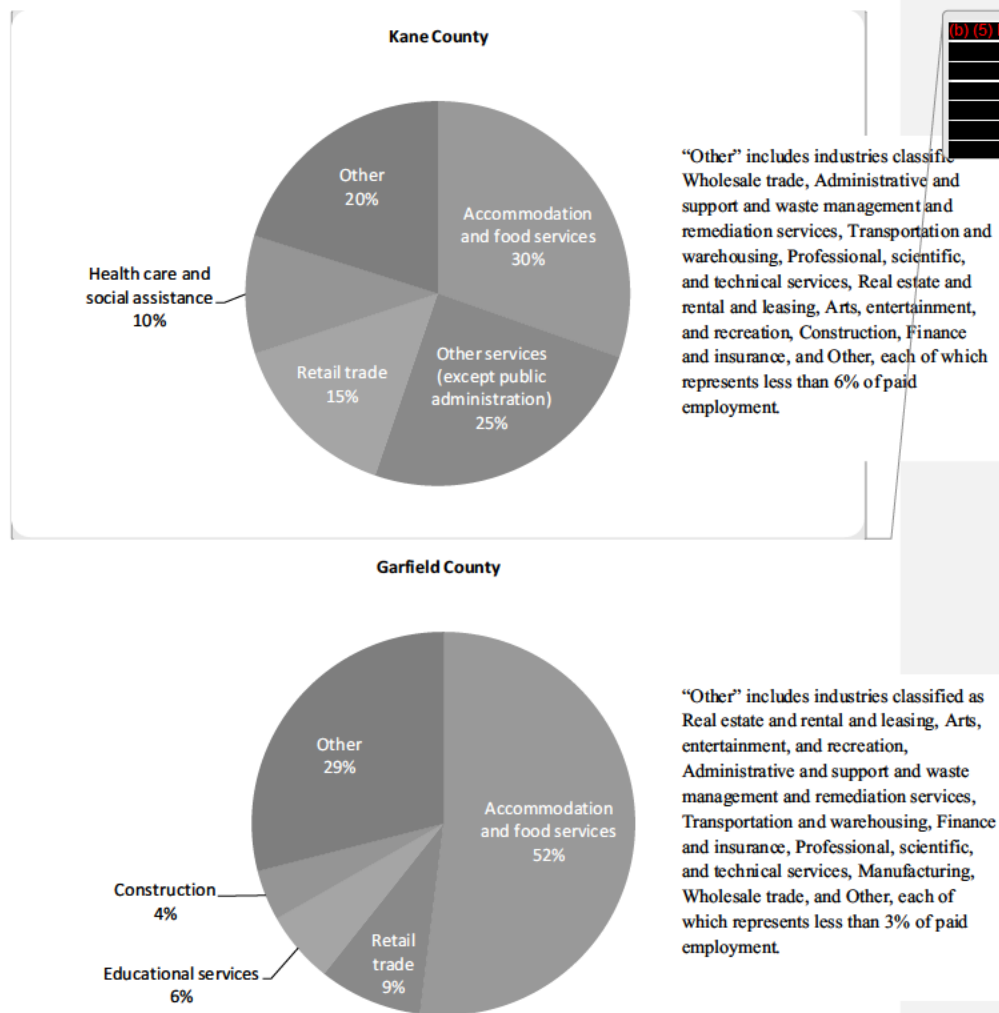 Kane County
(b) (5)
Other
20%
Accommodation
and food services
30%
Health care and
social assistance
10%
Retail trade
15%
Other services
(except public
administration)
25%
"Other" includes industries classifie
Wholesale trade, Administrative and
support and waste management and
remediation services, Transportation and
warehousing, Professional, scientific,
and technical services, Real estate and
rental and leasing, Arts, entertainment,
and recreation, Construction, Finance
and insurance, and Other, each of which
represents less than 6% of paid
employment.
Garfield County
Other
29%
Accommodation
and food services
52%
Construction
4%
Educational services
6%
Retail
trade
9%
"Other" includes industries classified as
Real estate and rental and leasing, Arts,
entertainment, and recreation,
Administrative and support and waste
management and remediation services,
Transportation and warehousing, Finance
and insurance, Professional, scientific,
and technical services, Manufacturing,
Wholesale trade, and Other, each of
which represents less than 3% of paid
employment.